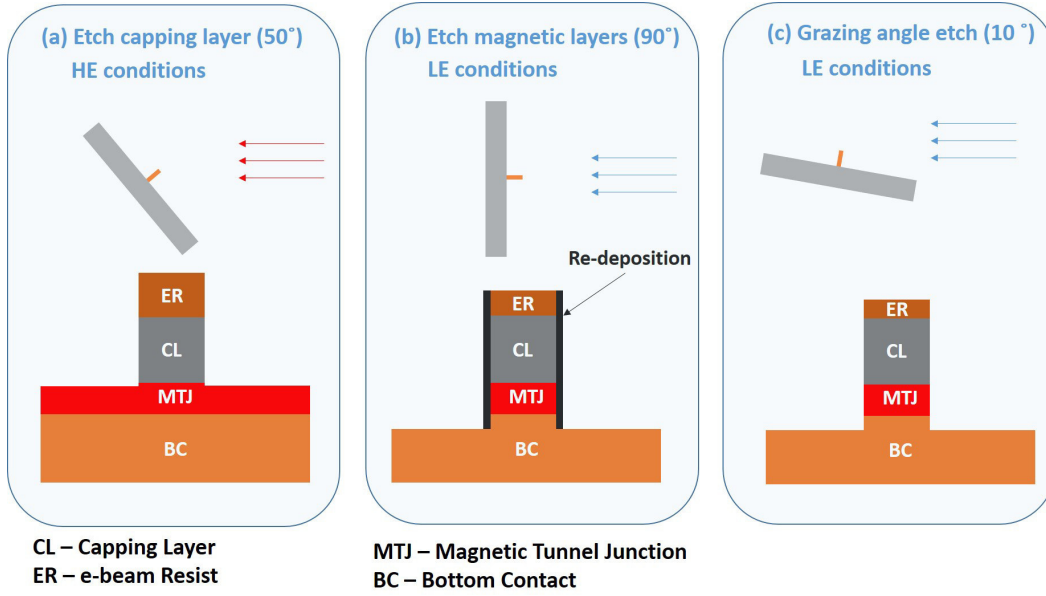 (a) Etch capping layer (50˚)
HE conditions
ER
CL
MTJ
BC
(b) Etch magnetic layers (90˚)
LE conditions
Re-deposition
ER
CL
MTJ
BC
(c) Grazing angle etch (10 ˚)
LE conditions
ER
CL
MTJ
BC
CL – Capping Layer
ER – e-beam Resist
MTJ – Magnetic Tunnel Junction
BC – Bottom Contact